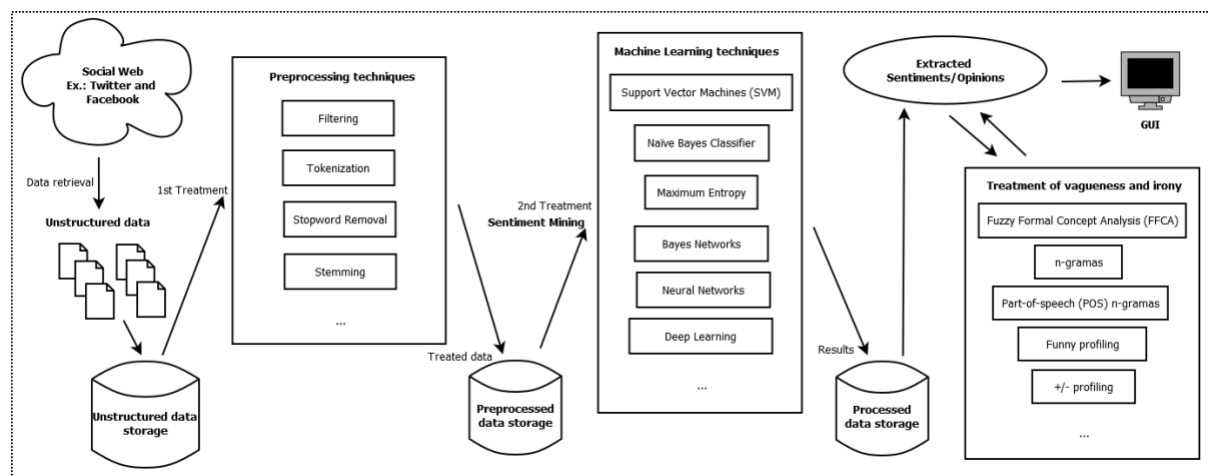 Social Web
Ex.: Twitter and
Facebook
Data retrieval
Unstructured data
Unstructured data
storage
1st Treatment
Preprocessing techniques
Filtering
Tokenization
Stopword Removal
Stemming
...
Treated data
Preprocessed
data storage
2nd Treatment
Sentiment Mining
Machine Learning techniques
Support Vector Machines (SVM)
Naïve Bayes Classifier
Maximum Entropy
Bayes Networks
Neural Networks
Deep Learning
...
Results
Processed
data storage
Extracted
Sentiments/Opinions
GUI
Treatment of vagueness and irony
Fuzzy Formal Concept Analysis (FFCA)
n-gramas
Part-of-speech (POS) n-gramas
Funny profiling
+/- profiling
...